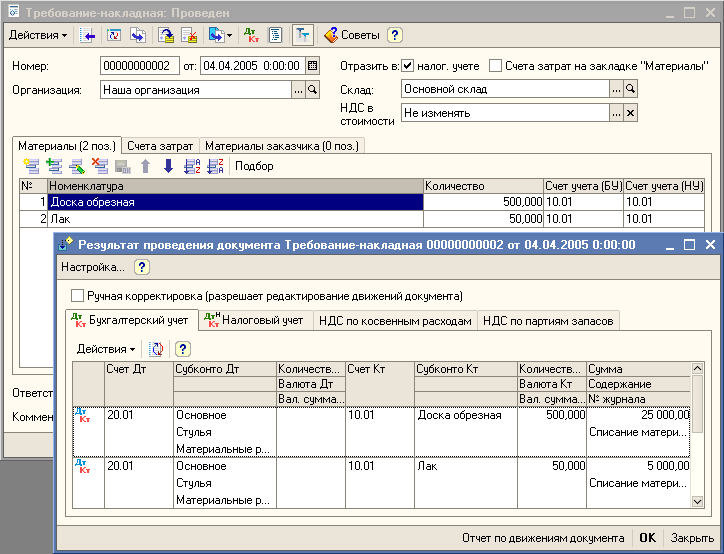 Требование-накладная: Проведен
Действия Дт Кт Тт Советы ?
Номер: 00000000002 от: 04.04.2005 0:00:00 Отразить в: налог. учете Счета затрат на закладке "Материалы"
Организация: Наша организация ... Склад: Основной склад ...
НДС в стоимости Не изменять ...
Материалы (2 поз.) Счета затрат Материалы заказчика (0 поз.)
Подбор
№ Номенклатура Количество Счет учета (БУ) Счет учета (НУ)
1 Доска обрезная 500,000 10.01 10.01
2 Лак 50,000 10.01 10.01
Ответст
Коммен
Результат проведения документа Требование-накладная 00000000002 от 04.04.2005 0:00:00
Настройка... ?
Ручная корректировка (разрешает редактирование движений документа)
Дт Кт Бухгалтерский учет Дт Кт Н Налоговый учет НДС по косвенным расходам НДС по партиям запасов
Действия ?
Счет Дт Субконто Дт Количеств... Счет Кт Субконто Кт Количеств... Сумма
Валюта Дт Валюта Кт Содержание
Вал. сумма... Вал. сумма... № журнала
Дт Кт 20.01 Основное 10.01 Доска обрезная 500,000 25 000,00
Стулья Списание матери...
Материальные р...
Дт Кт 20.01 Основное 10.01 Лак 50,000 5 000,00
Стулья Списание матери...
Материальные р...
Отчет по движениям документа OK Закрыть